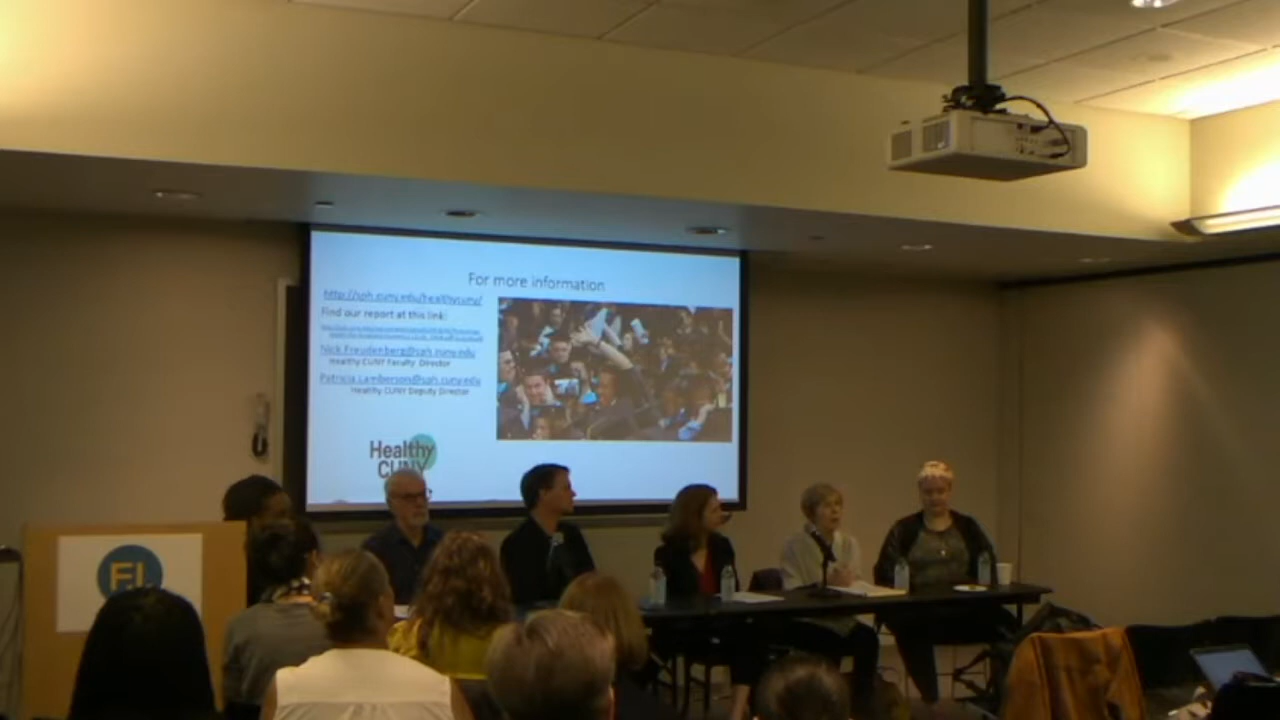 For more information
http://sph.cuny.edu/healthycuny/
Find our report at this link:
Nick.Freudenberg@sph.cuny.edu
Healthy CUNY Faculty Director
Patricia.Lamberson@sph.cuny.edu
Healthy CUNY Deputy Director
Healthy
CUNY